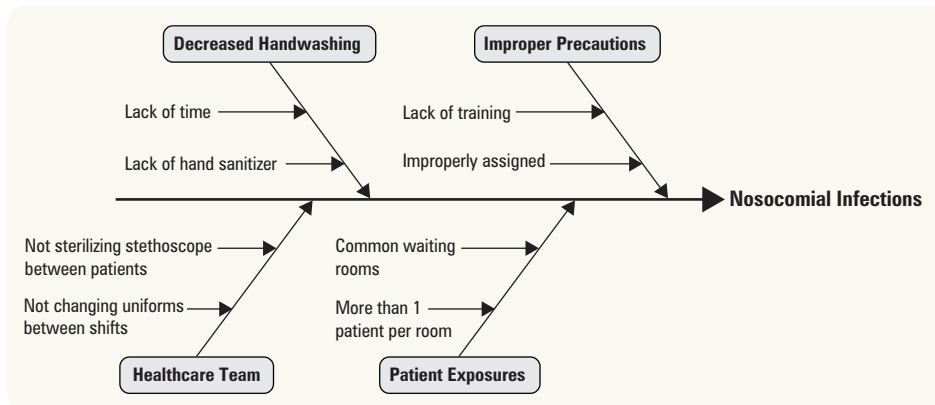 Decreased Handwashing
Improper Precautions
Lack of time
Lack of hand sanitizer
Lack of training
Improperly assigned
Nosocomial Infections
Not sterilizing stethoscope
between patients
Not changing uniforms
between shifts
Common waiting
rooms
More than 1
patient per room
Healthcare Team
Patient Exposures